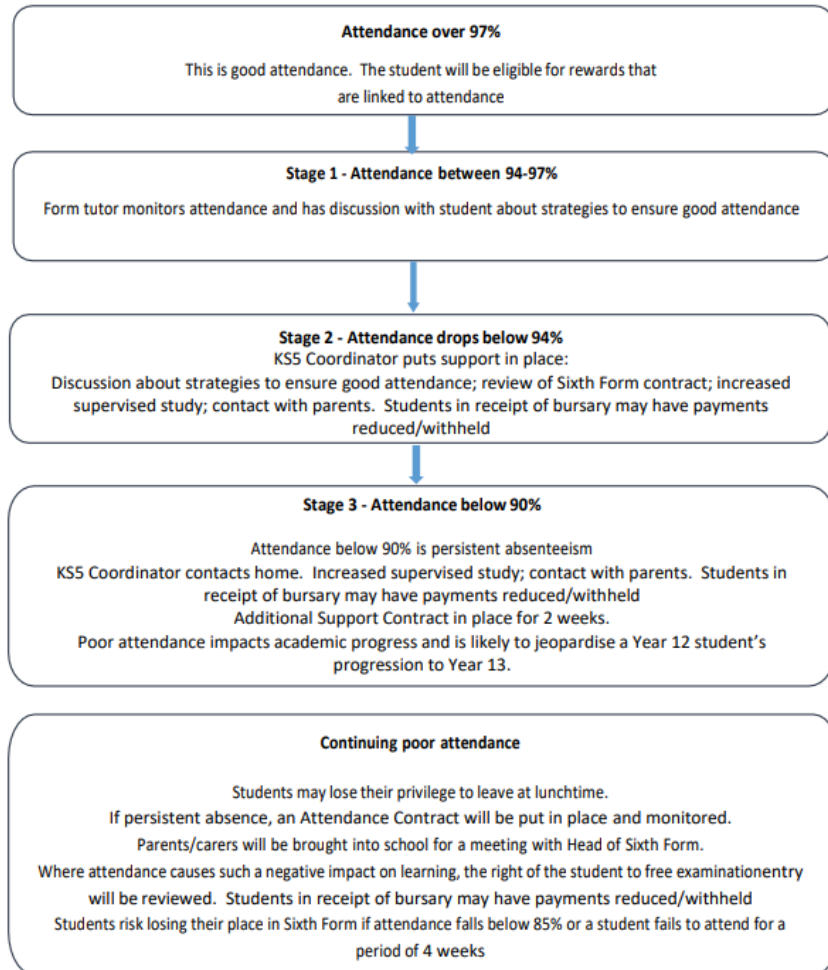 Attendance over 97%
This is good attendance. The student will be eligible for rewards that
are linked to attendance
Stage 1 - Attendance between 94-97%
Form tutor monitors attendance and has discussion with student about strategies to ensure good attendance
Stage 2 - Attendance drops below 94%
KS5 Coordinator puts support in place:
Discussion about strategies to ensure good attendance; review of Sixth Form contract; increased
supervised study; contact with parents. Students in receipt of bursary may have payments
reduced/withheld
Stage 3 - Attendance below 90%
Attendance below 90% is persistent absenteeism
KS5 Coordinator contacts home. Increased supervised study; contact with parents. Students in
receipt of bursary may have payments reduced/withheld
Additional Support Contract in place for 2 weeks.
Poor attendance impacts academic progress and is likely to jeopardise a Year 12 student's
progression to Year 13.
Continuing poor attendance
Students may lose their privilege to leave at lunchtime.
If persistent absence, an Attendance Contract will be put in place and monitored.
Parents/carers will be brought into school for a meeting with Head of Sixth Form.
Where attendance causes such a negative impact on learning, the right of the student to free examinationentry
will be reviewed. Students in receipt of bursary may have payments reduced/withheld
Students risk losing their place in Sixth Form if attendance falls below 85% or a student fails to attend for a
period of 4 weeks